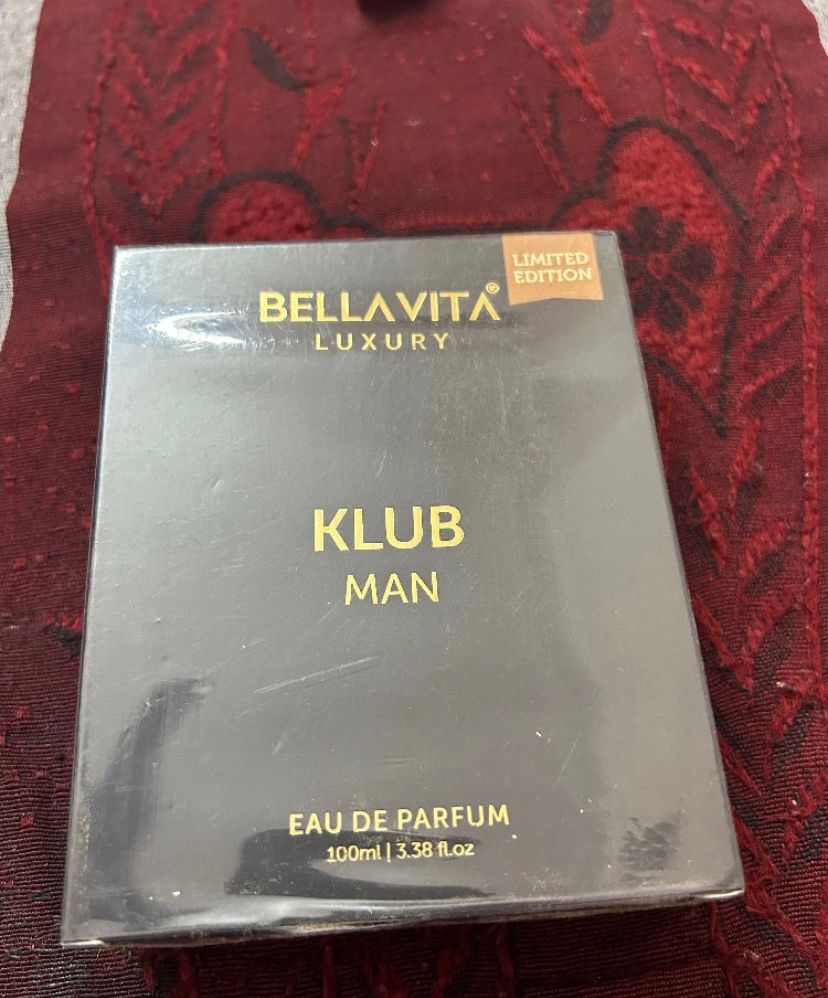 LIMITED
EDITION
BELLAVITA®
LUXURY
KLUB
MAN
EAU DE PARFUM
100ml | 3.38 fl.oz